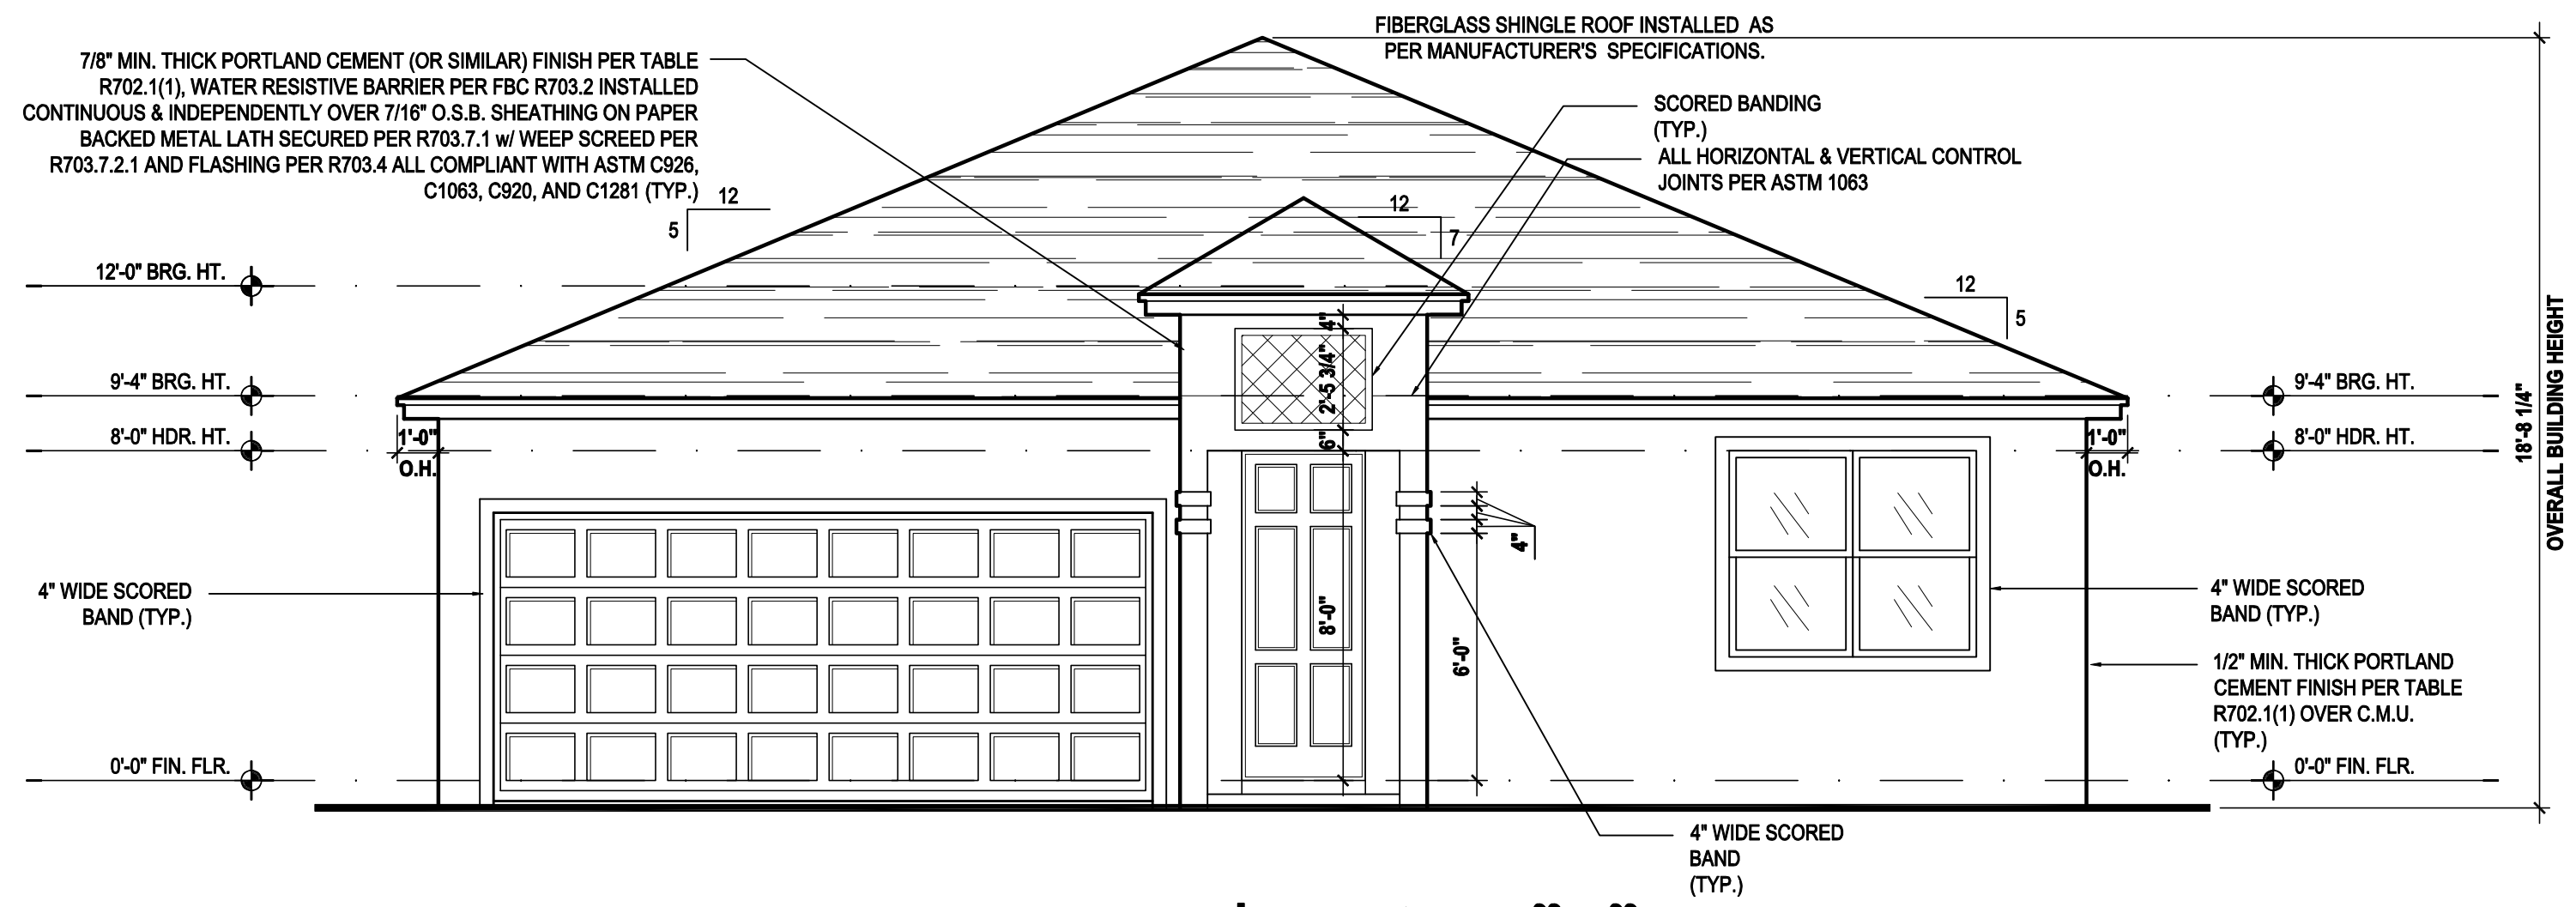 FIBERGLASS SHINGLE ROOF INSTALLED AS
PER MANUFACTURER'S SPECIFICATIONS.
7/8" MIN. THICK PORTLAND CEMENT (OR SIMILAR) FINISH PER TABLE
R702.1(1), WATER RESISTIVE BARRIER PER FBC R703.2 INSTALLED
CONTINUOUS & INDEPENDENTLY OVER 7/16" O.S.B. SHEATHING ON PAPER
BACKED METAL LATH SECURED PER R703.7.1 w/ WEEP SCREED PER
R703.7.2.1 AND FLASHING PER R703.4 ALL COMPLIANT WITH ASTM C926,
C1063, C920, AND C1281 (TYP.)
SCORED BANDING
(TYP.)
ALL HORIZONTAL & VERTICAL CONTROL
JOINTS PER ASTM 1063
12
5
12
7
12
5
12'-0" BRG. HT.
9'-4" BRG. HT.
8'-0" HDR. HT.
1'-0"
O.H.
4"
2'-5 3/4"
6"
8'-0"
4"
6'-0"
9'-4" BRG. HT.
8'-0" HDR. HT.
1'-0"
O.H.
18'-8 1/4"
OVERALL BUILDING HEIGHT
4" WIDE SCORED
BAND (TYP.)
4" WIDE SCORED
BAND (TYP.)
1/2" MIN. THICK PORTLAND
CEMENT FINISH PER TABLE
R702.1(1) OVER C.M.U.
(TYP.)
0'-0" FIN. FLR.
0'-0" FIN. FLR.
4" WIDE SCORED
BAND
(TYP.)